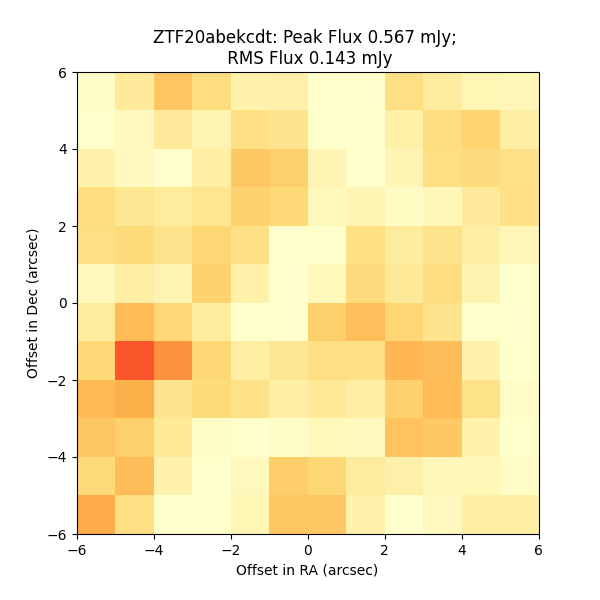 ZTF20abekcdt: Peak Flux 0.567 mJy;
RMS Flux 0.143 mJy
6
4
2
0
−2
−4
−6
Offset in Dec (arcsec)
−6 −4 −2 0 2 4 6
Offset in RA (arcsec)